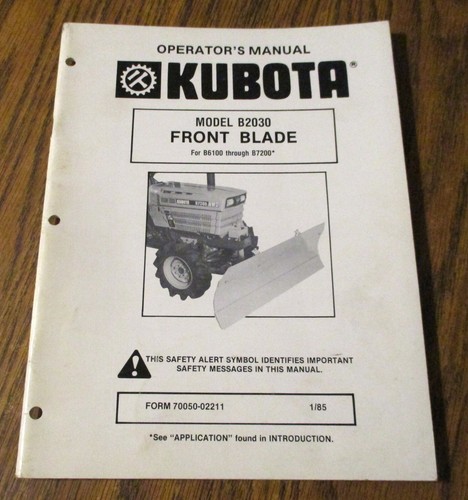 OPERATOR'S MANUAL
KUBOTA®
MODEL B2030
FRONT BLADE
For B6100 through B7200*
KUBOTA
THIS SAFETY ALERT SYMBOL IDENTIFIES IMPORTANT
SAFETY MESSAGES IN THIS MANUAL.
FORM 70050-02211 1/85
*See "APPLICATION" found in INTRODUCTION.